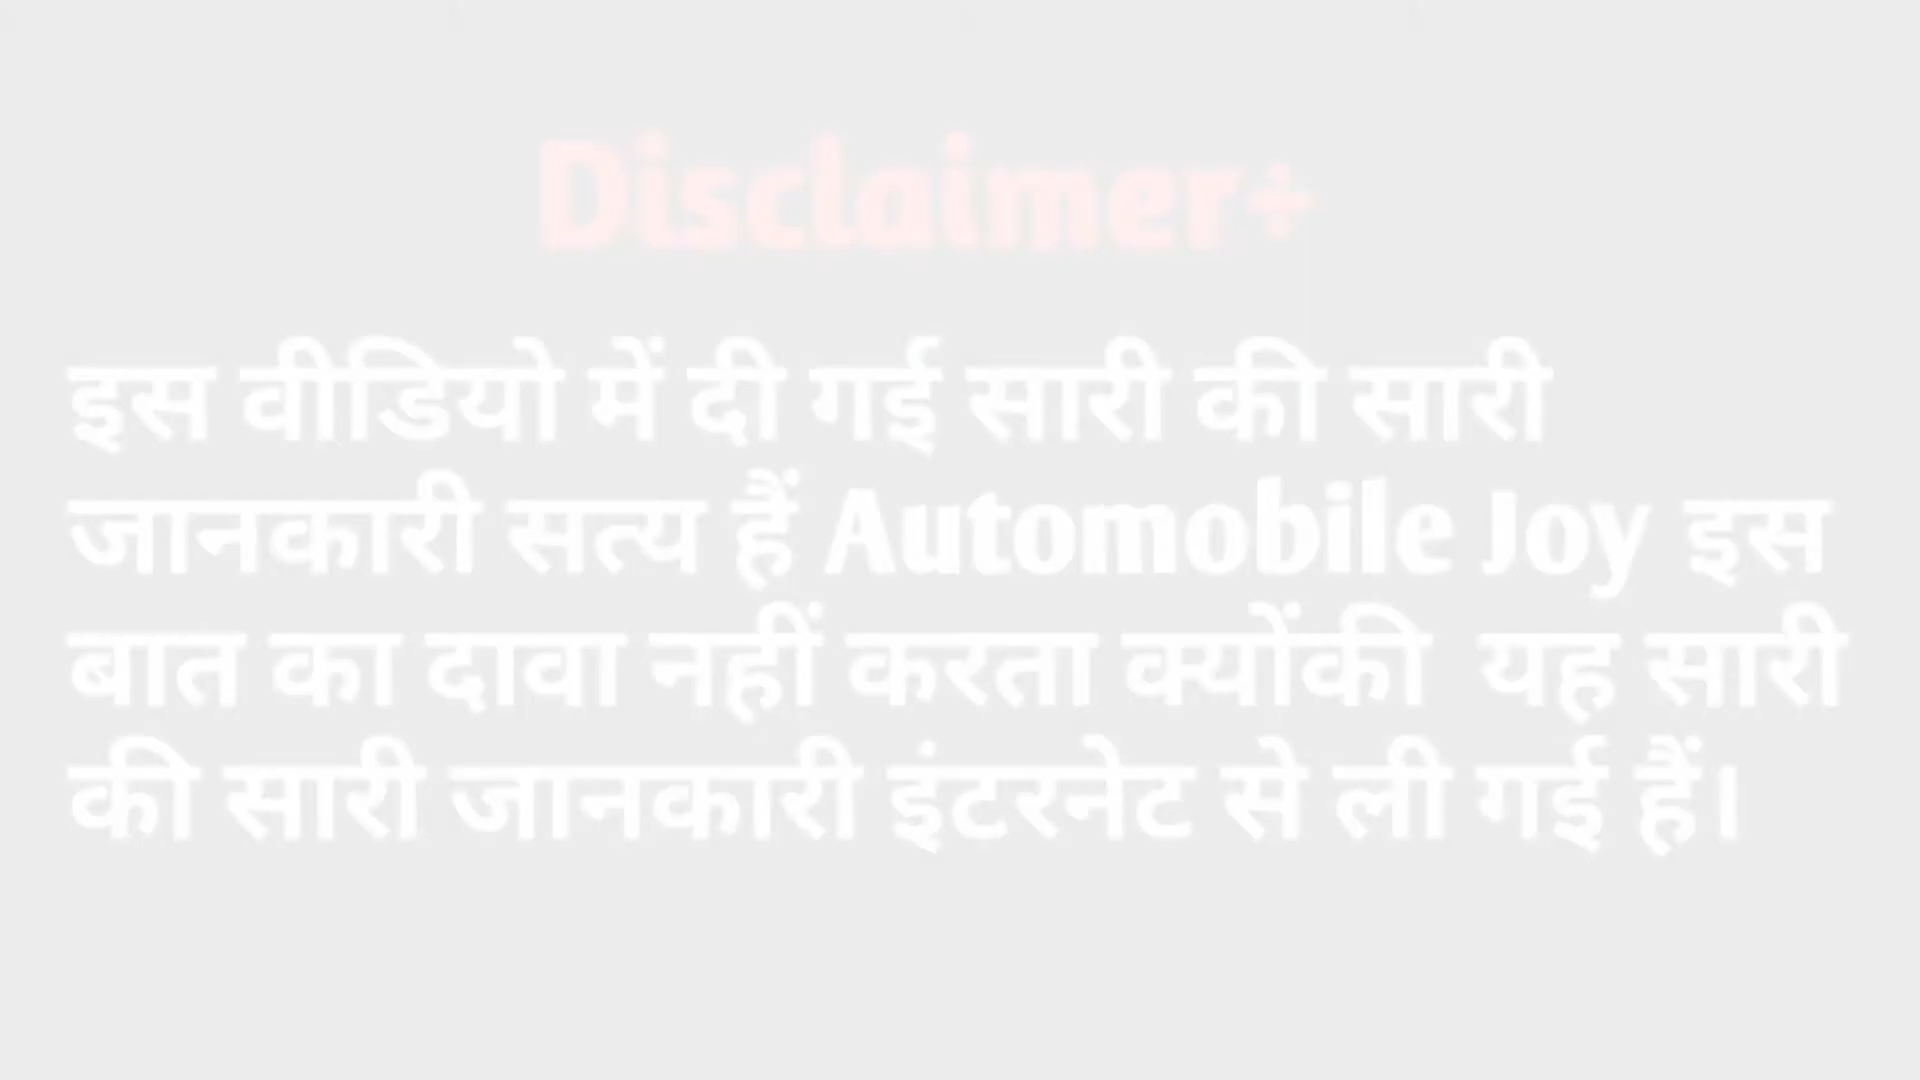 Disclaimer÷
इस वीडियो में दी गई सारी की सारी
जानकारी सत्य हैं Automobile Joy इस
बात का दावा नहीं करता क्योंकी यह सारी
की सारी जानकारी इंटरनेट से ली गई हैं।